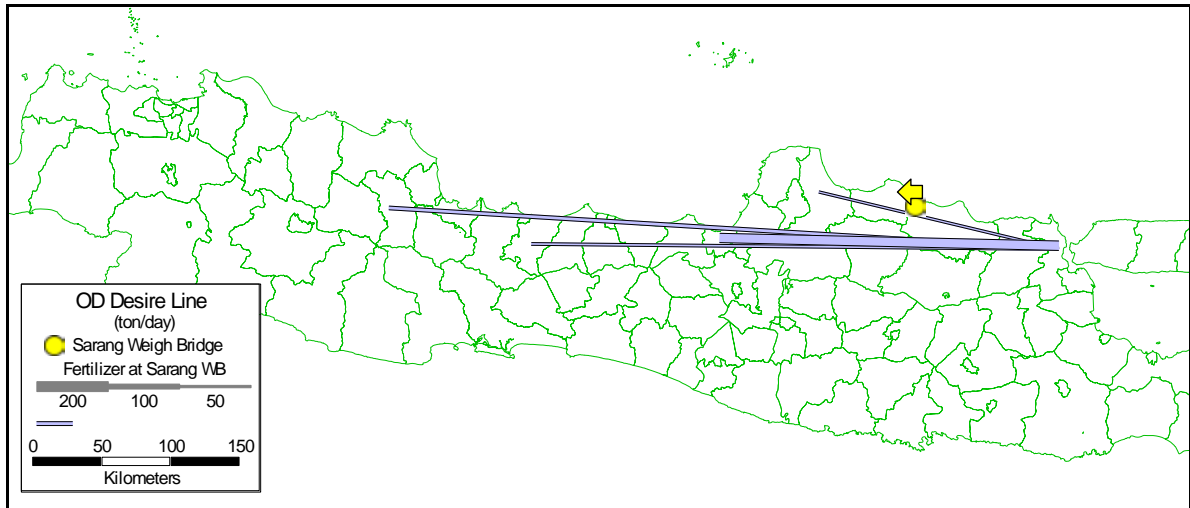 OD Desire Line
(ton/day)
Sarang Weigh Bridge
Fertilizer at Sarang WB
200 100 50
0 50 100 150
Kilometers